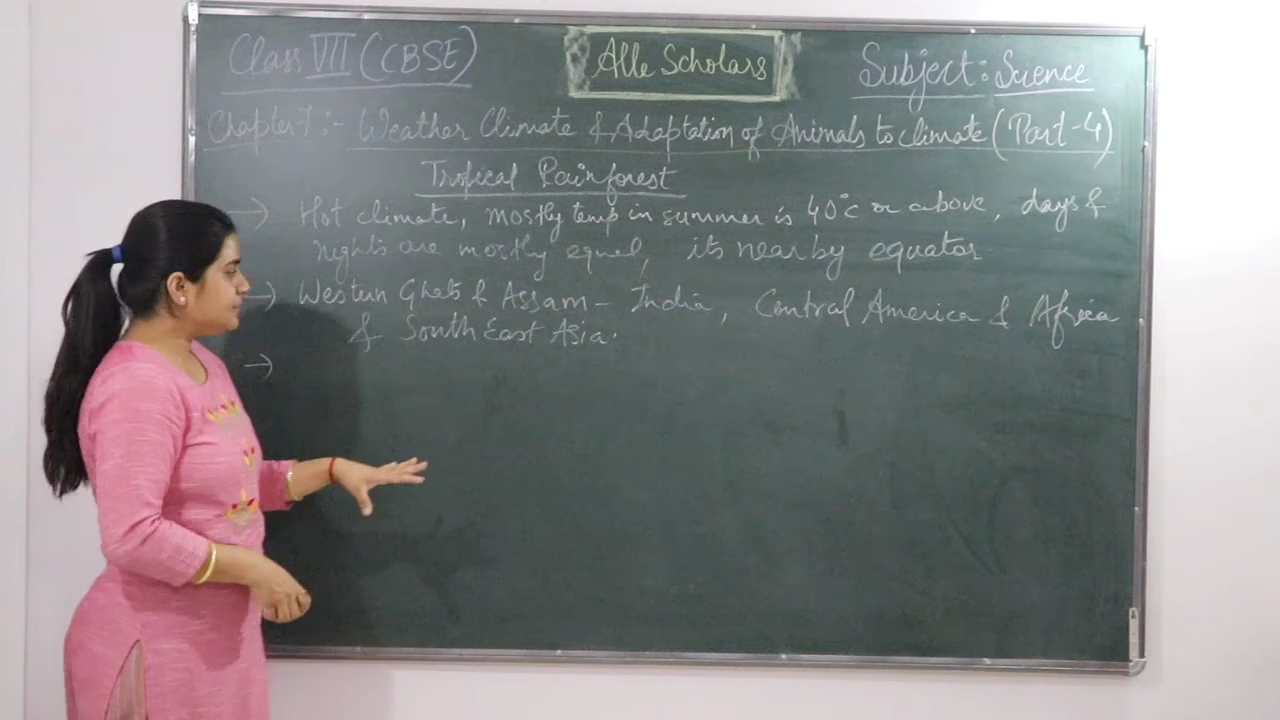 Class VII (CBSE)
Alle Scholars
Subject: Science
Chapter-7:- Weather Climate & Adaptation of Animals to climate (Part-4)
Tropical Rainforest
→ Hot climate, mostly temp in summer is 40°c or above, days &
nights are mostly equal, its nearby equator
→ Western Ghats & Assam - India, Central America & Africa
& South East Asia.
→